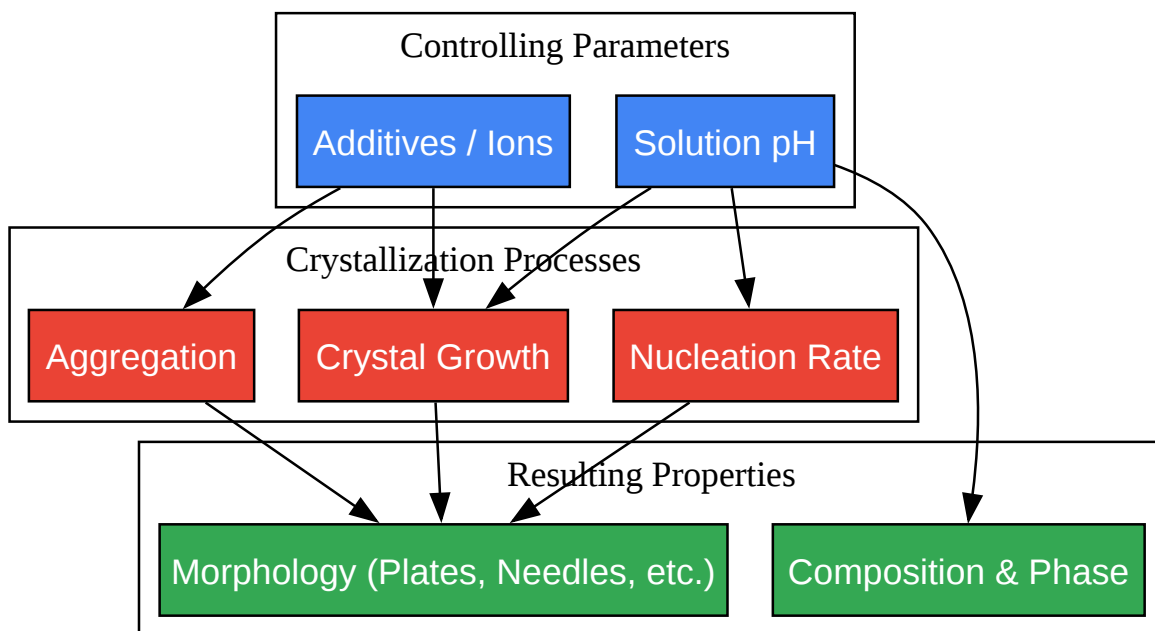 Controlling Parameters
Additives / Ions
Solution pH
Crystallization Processes
Aggregation
Crystal Growth
Nucleation Rate
Resulting Properties
Morphology (Plates, Needles, etc.)
Composition & Phase